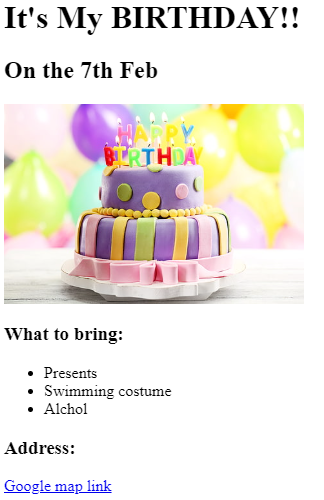 It's My BIRTHDAY!!
On the 7th Feb
HAPPY
BIRTHDAY
What to bring:
Presents
Swimming costume
Alchol
Address:
Google map link